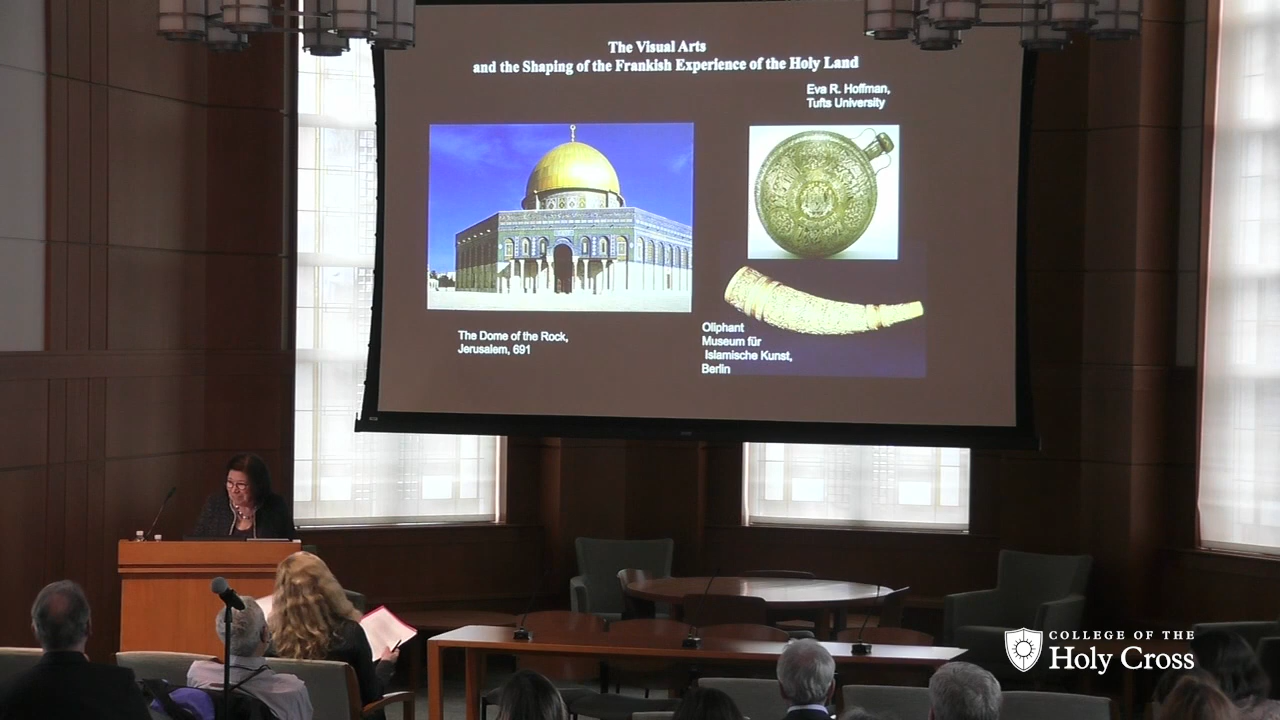 The Visual Arts
and the Shaping of the Frankish Experience of the Holy Land
Eva R. Hoffman,
Tufts University
The Dome of the Rock,
Jerusalem, 691
Oliphant
Museum für
Islamische Kunst,
Berlin
COLLEGE OF THE
Holy Cross